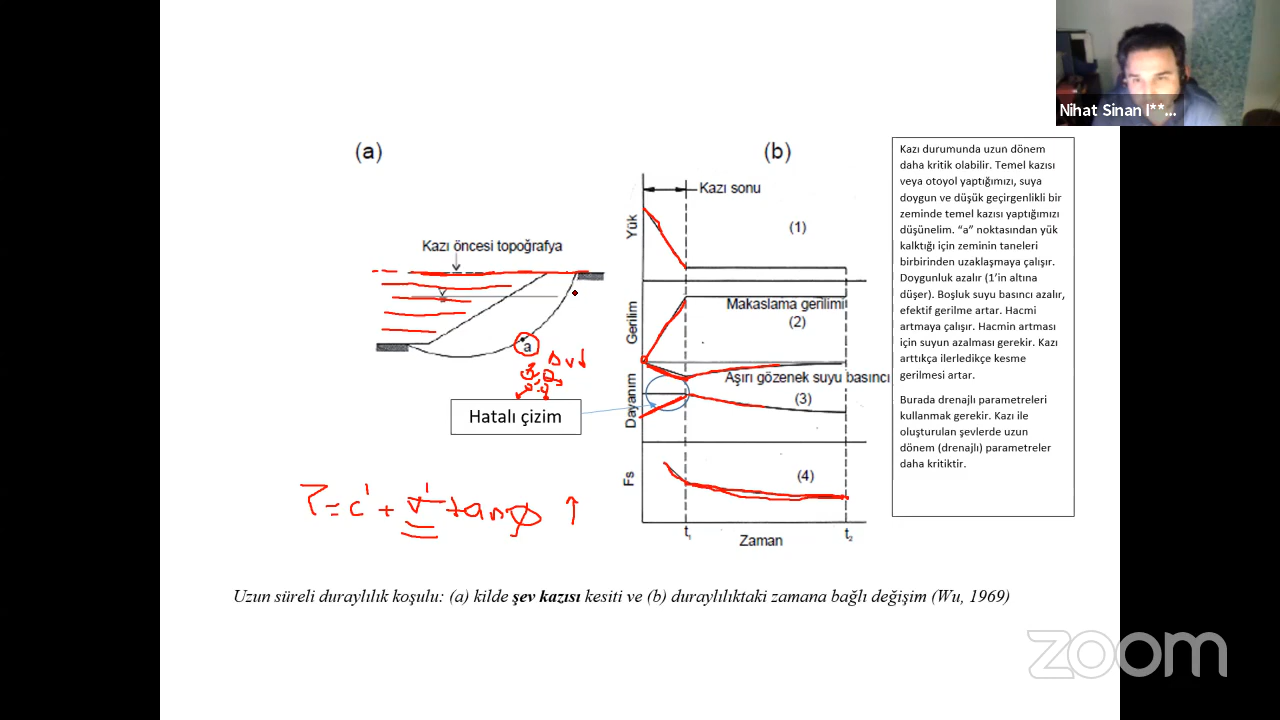 Nihat Sinan I**...
(a)
(b)
Kazı öncesi topoğrafya
a
Hatalı çizim
Kazı sonu
Yük
(1)
Gerilim
Makaslama gerilimi
(2)
Dayanım
Aşırı gözenek suyu basıncı
(3)
Fs
(4)
t₁
Zaman
t₂
Kazı durumunda uzun dönem
daha kritik olabilir. Temel kazısı
veya otoyol yaptığımızı, suya
doygun ve düşük geçirgenlikli bir
zeminde temel kazısı yaptığımızı
düşünelim. “a” noktasından yük
kalktığı için zeminin taneleri
birbirinden uzaklaşmaya çalışır.
Doygunluk azalır (1’in altına
düşer). Boşluk suyu basıncı azalır,
efektif gerilme artar. Hacmi
artmaya çalışır. Hacmin artması
için suyun azalması gerekir. Kazı
arttıkça ilerledikçe kesme
gerilmesi artar.
Burada drenajlı parametreleri
kullanmak gerekir. Kazı ile
oluşturulan şevlerde uzun
dönem (drenajlı) parametreler
daha kritiktir.
τ = c' + σ' tan φ ↑
Uzun süreli duraylılık koşulu: (a) kilde şev kazısı kesiti ve (b) duraylılıktaki zamana bağlı değişim (Wu, 1969)
zoom